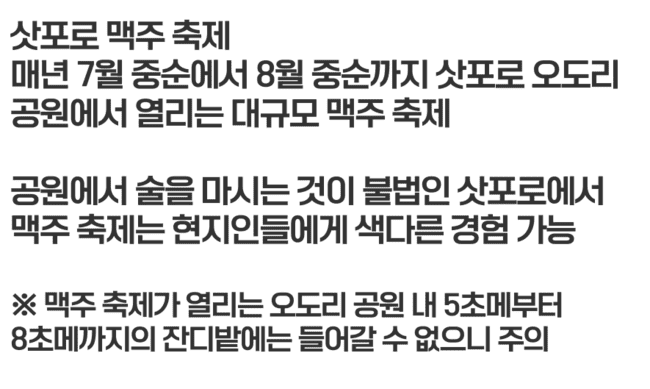 삿포로 맥주 축제
매년 7월 중순에서 8월 중순까지 삿포로 오도리
공원에서 열리는 대규모 맥주 축제
공원에서 술을 마시는 것이 불법인 삿포로에서
맥주 축제는 현지인들에게 색다른 경험 가능
※ 맥주 축제가 열리는 오도리 공원 내 5초메부터
8초메까지의 잔디밭에는 들어갈 수 없으니 주의